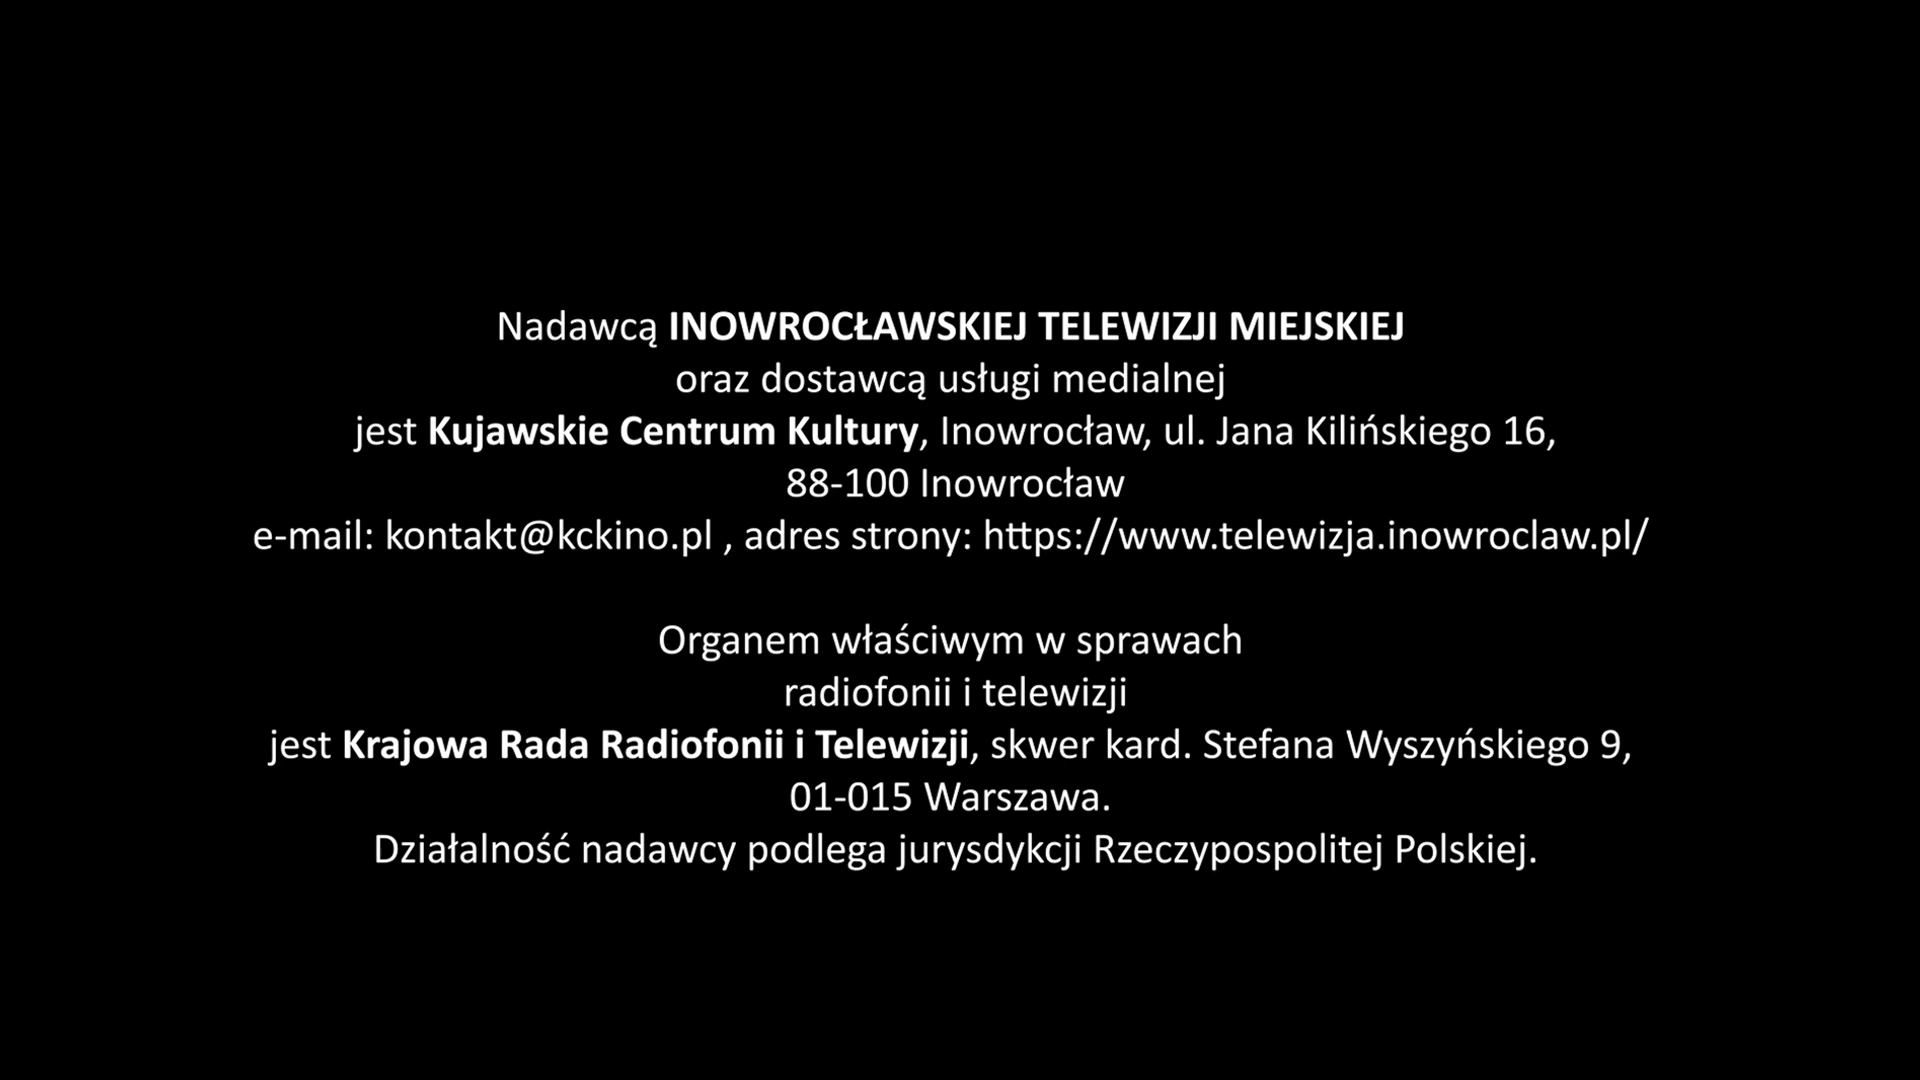 Nadawcą INOWROCŁAWSKIEJ TELEWIZJI MIEJSKIEJ
oraz dostawcą usługi medialnej
jest Kujawskie Centrum Kultury, Inowrocław, ul. Jana Kilińskiego 16,
88-100 Inowrocław
e-mail: kontakt@kckino.pl , adres strony: https://www.telewizja.inowroclaw.pl/
Organem właściwym w sprawach
radiofonii i telewizji
jest Krajowa Rada Radiofonii i Telewizji, skwer kard. Stefana Wyszyńskiego 9,
01-015 Warszawa.
Działalność nadawcy podlega jurysdykcji Rzeczypospolitej Polskiej.